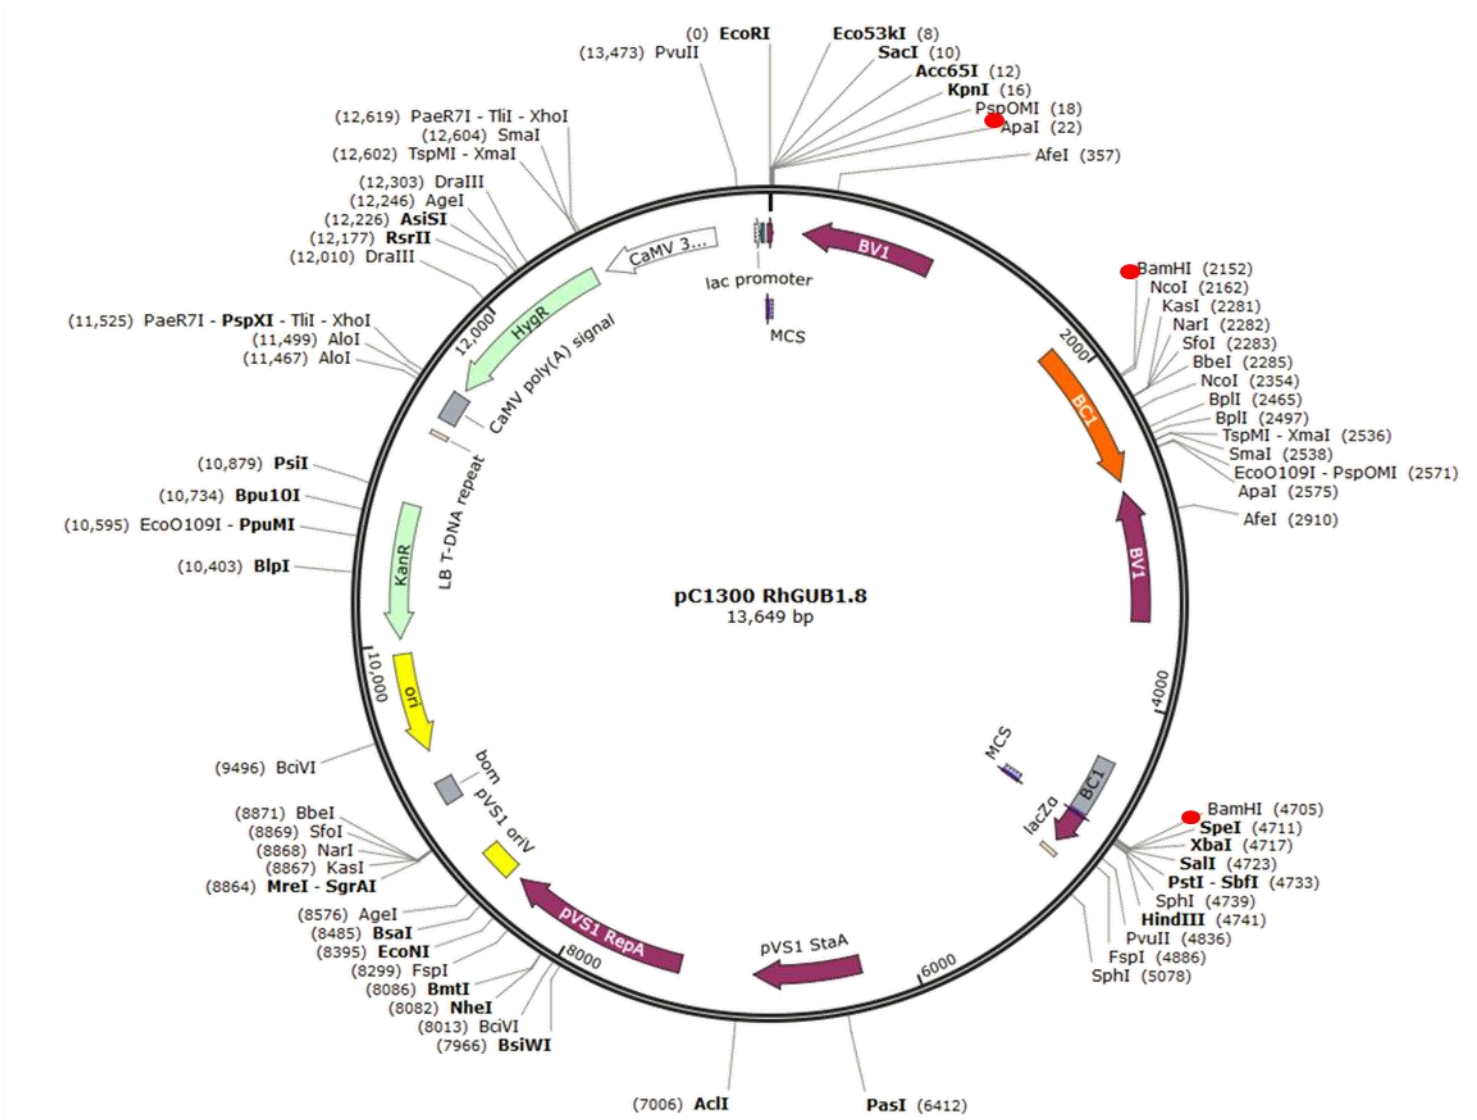 (0) EcoRI
(13,473) PvuII
Eco53kI (8)
SacI (10)
Acc65I (12)
KpnI (16)
PspOMI (18)
ApaI (22)
AfeI (357)
BamHI (2152)
NcoI (2162)
KasI (2281)
NarI (2282)
SfoI (2283)
BbeI (2285)
NcoI (2354)
BplI (2465)
BplI (2497)
TspMI - XmaI (2536)
SmaI (2538)
EcoO109I - PspOMI (2571)
ApaI (2575)
AfeI (2910)
BamHI (4705)
SpeI (4711)
XbaI (4717)
SalI (4723)
PstI - SbfI (4733)
SphI (4739)
HindIII (4741)
PvuII (4836)
FspI (4886)
SphI (5078)
PasI (6412)
(7006) AclI
(12,619) PaeR7I - TliI - XhoI
(12,604) SmaI
(12,602) TspMI - XmaI
(12,303) DraIII
(12,246) AgeI
(12,226) AsiSI
(12,177) RsrII
(12,010) DraIII
(11,525) PaeR7I - PspXI - TliI - XhoI
(11,499) AloI
(11,467) AloI
(10,879) PsiI
(10,734) Bpu10I
(10,595) EcoO109I - PpuMI
(10,403) BlpI
(9496) BciVI
(8871) BbeI
(8869) SfoI
(8868) NarI
(8867) KasI
(8864) MreI - SgrAI
(8576) AgeI
(8485) BsaI
(8395) EcoNI
(8299) FspI
(8086) BmtI
(8082) NheI
(8013) BciVI
(7966) BsiWI
CaMV 3...
lac promoter
MCS
BV1
2000
BC1
BV1
4000
MCS
BC1
lacZα
6000
pVS1 StaA
8000
pVS1 RepA
pVS1 oriV
bom
ori
10,000
KanR
LB T-DNA repeat
CaMV poly(A) signal
HygR
12,000
pC1300 RhGUB1.8
13,649 bp